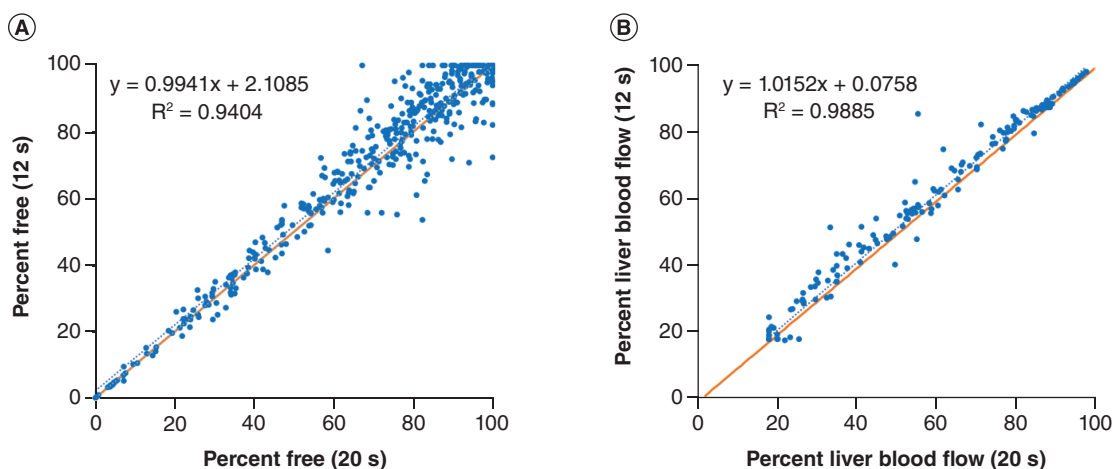 A
y = 0.9941x + 2.1085
R² = 0.9404
Percent free (12 s)
100
80
60
40
20
0
0 20 40 60 80 100
Percent free (20 s)
B
y = 1.0152x + 0.0758
R² = 0.9885
Percent liver blood flow (12 s)
100
80
60
40
20
0
0 20 40 60 80 100
Percent liver blood flow (20 s)